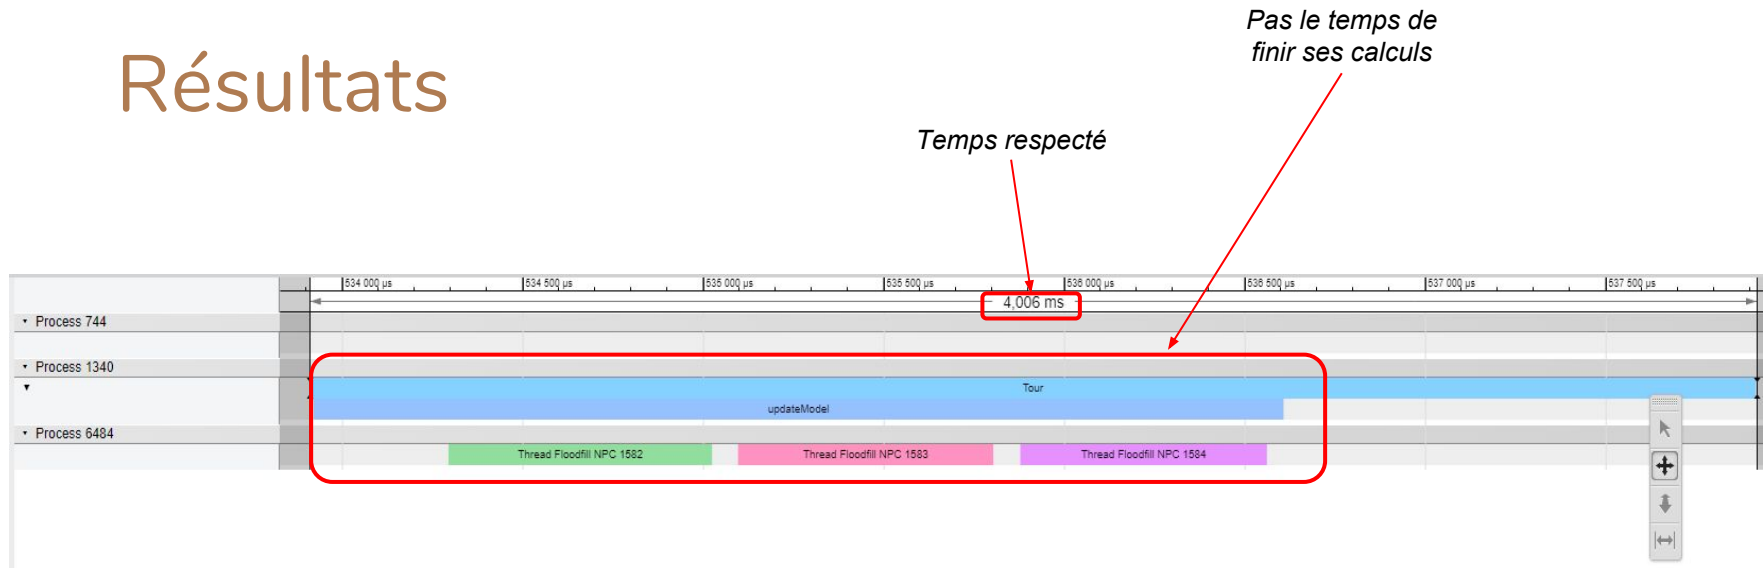 Résultats
Pas le temps de
finir ses calculs
Temps respecté
534 000 µs
534 500 µs
535 000 µs
535 500 µs
536 000 µs
536 500 µs
537 000 µs
537 500 µs
4,006 ms
Process 744
Process 1340
Tour
updateModel
Process 6484
Thread Floodfill NPC 1582
Thread Floodfill NPC 1583
Thread Floodfill NPC 1584